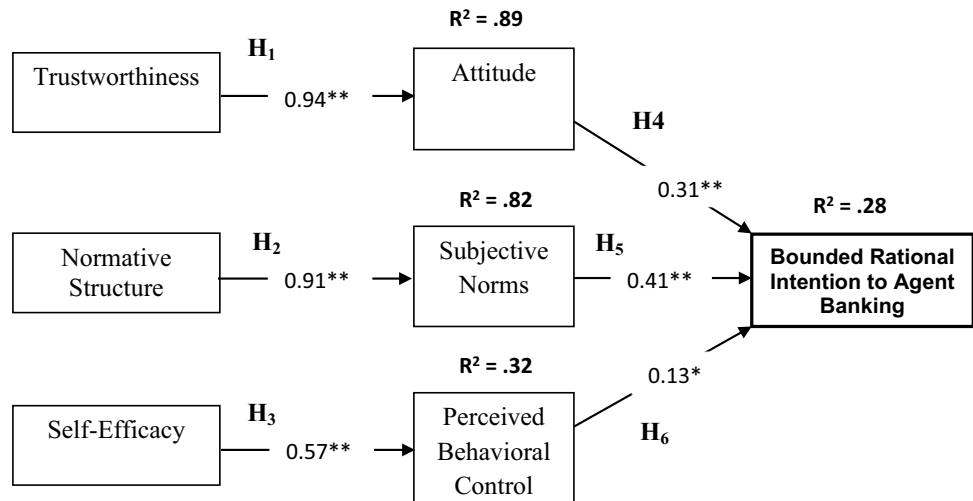 R² = .89
H₁
Trustworthiness
0.94**
Attitude
H4
0.31**
R² = .82
R² = .28
H₂
Normative
Structure
0.91**
Subjective
Norms
H₅
0.41**
Bounded Rational
Intention to Agent
Banking
R² = .32
0.13*
H₃
Self-Efficacy
0.57**
Perceived
Behavioral
Control
H₆